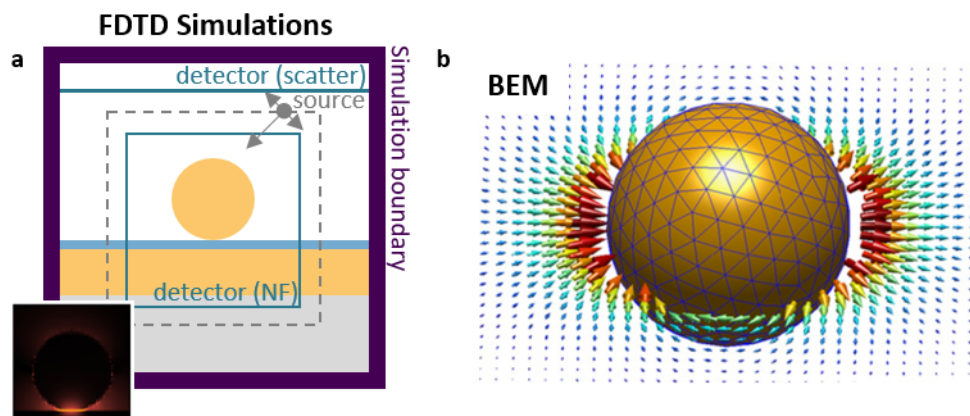 FDTD Simulations
a
detector (scatter)
source
detector (NF)
Simulation boundary
b
BEM